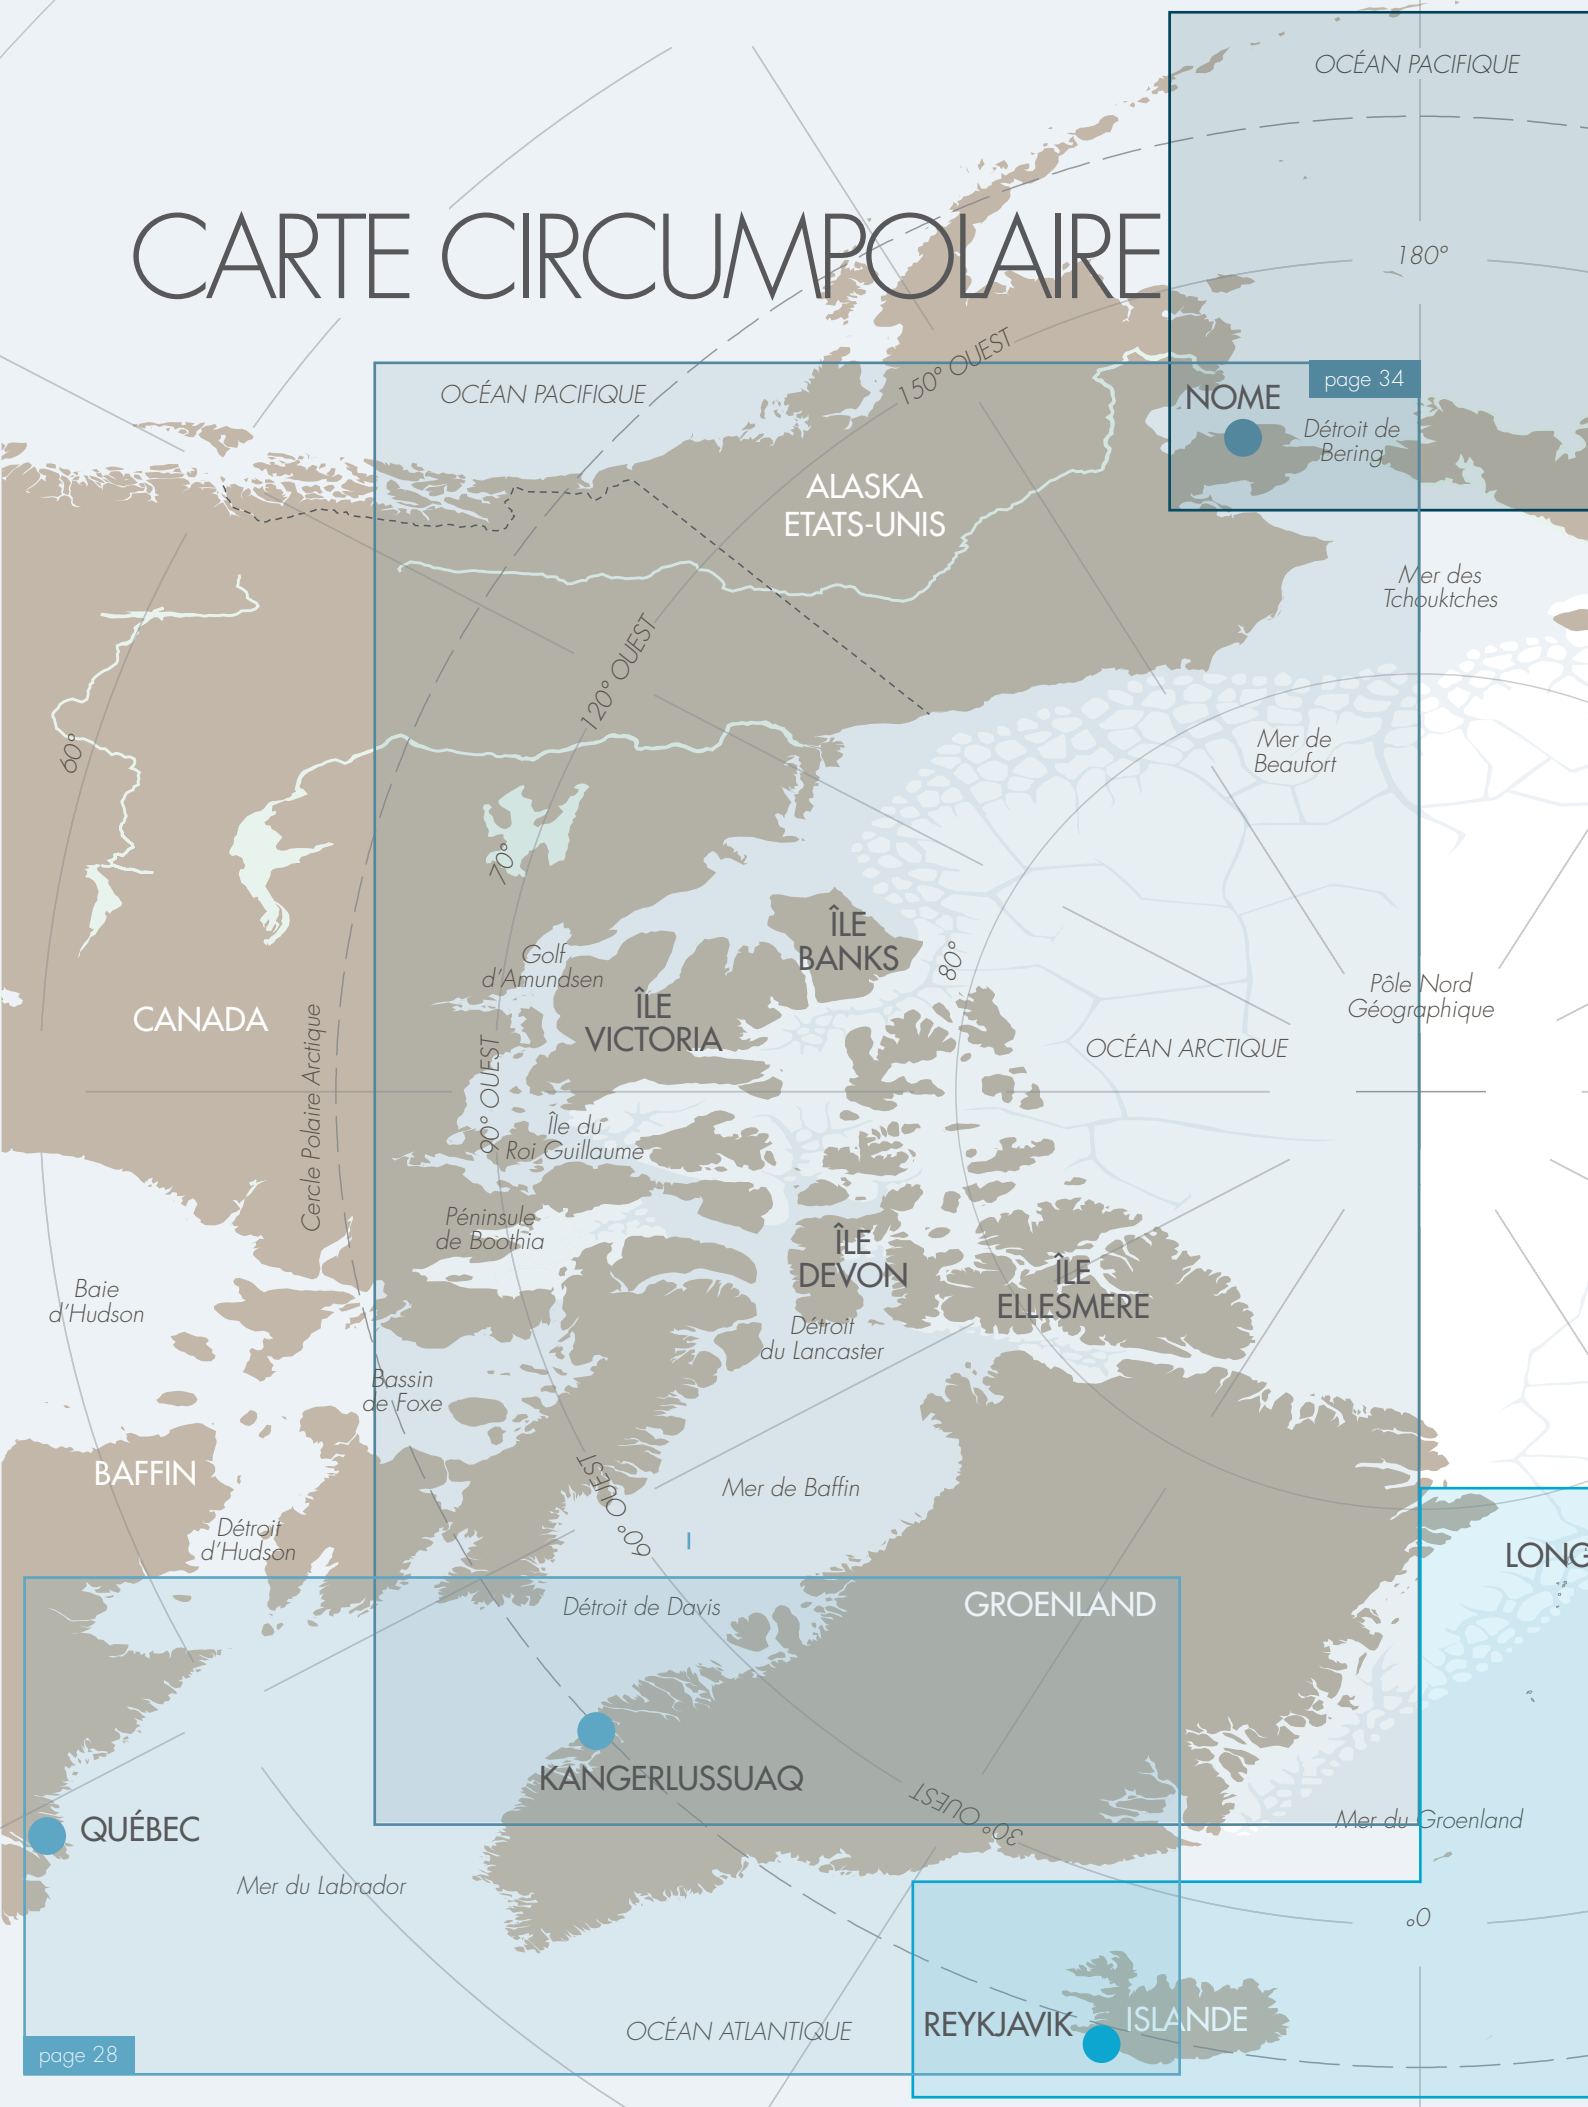 OCÉAN PACIFIQUE
CARTE CIRCUMPOLAIRE
180°
150° OUEST
page 34
OCÉAN PACIFIQUE
NOME
Détroit de
Bering
ALASKA
ETATS-UNIS
Mer des
Tchouktches
120° OUEST
60°
Mer de
Beaufort
70°
ÎLE
BANKS
80°
Golf
d'Amundsen
Pôle Nord
Géographique
ÎLE
VICTORIA
CANADA
OCÉAN ARCTIQUE
Cercle Polaire Arctique
90° OUEST
Île du
Roi Guillaume
Péninsule
de Boothia
ÎLE
DEVON
ÎLE
ELLESMERE
Baie
d'Hudson
Détroit
du Lancaster
Bassin
de Foxe
BAFFIN
Mer de Baffin
60° OUEST
Détroit
d'Hudson
LONG
Détroit de Davis
GROENLAND
KANGERLUSSUAQ
30° OUEST
QUÉBEC
Mer du Groenland
Mer du Labrador
0°
REYKJAVIK
ISLANDE
OCÉAN ATLANTIQUE
page 28